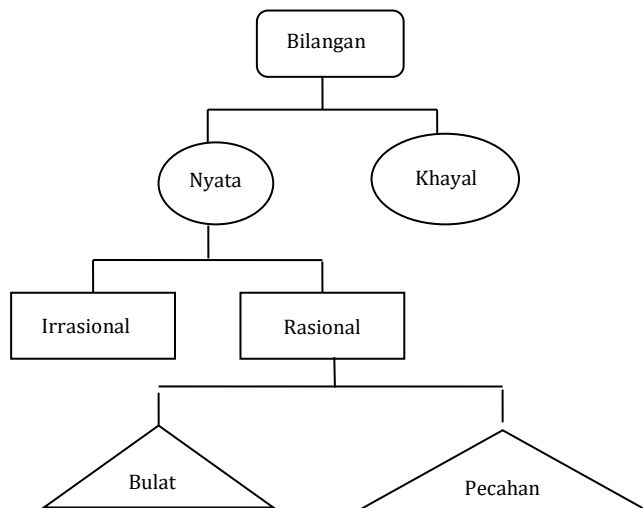 Bilangan
Nyata
Khayal
Irrasional
Rasional
Bulat
Pecahan